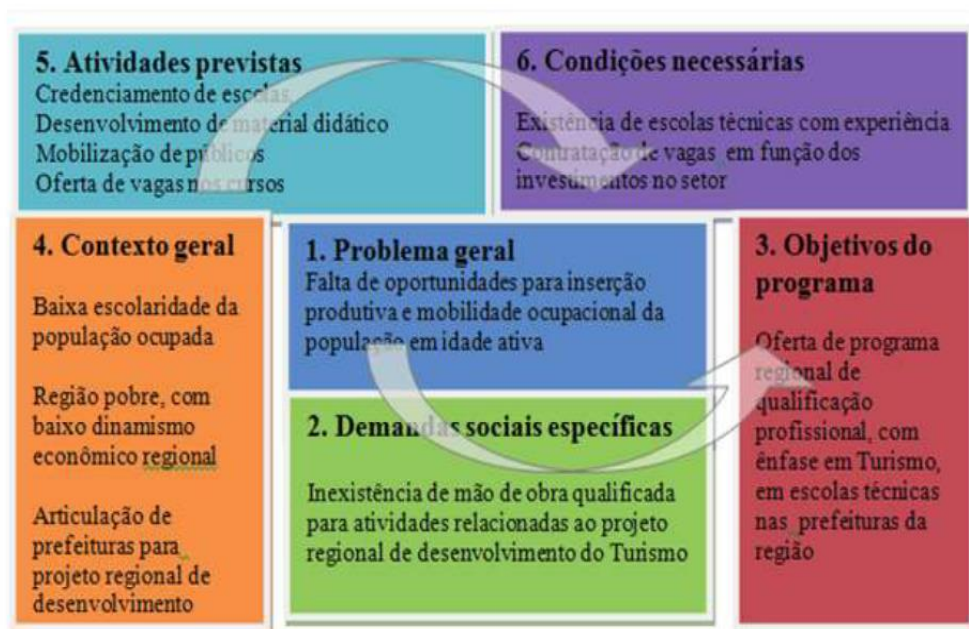 5. Atividades previstas
Credenciamento de escolas
Desenvolvimento de material didático
Mobilização de públicos
Oferta de vagas nos cursos
6. Condições necessárias
Existência de escolas técnicas com experiência
Contratação de vagas em função dos
investimentos no setor
4. Contexto geral
Baixa escolaridade da
população ocupada
Região pobre, com
baixo dinamismo
econômico regional
Articulação de
prefeituras para
projeto regional de
desenvolvimento
1. Problema geral
Falta de oportunidades para inserção
produtiva e mobilidade ocupacional da
população em idade ativa
2. Demandas sociais específicas
Inexistência de mão de obra qualificada
para atividades relacionadas ao projeto
regional de desenvolvimento do Turismo
3. Objetivos do
programa
Oferta de programa
regional de
qualificação
profissional, com
ênfase em Turismo,
em escolas técnicas
nas prefeituras da
região